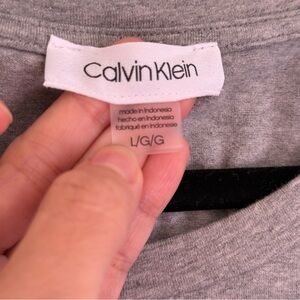 Calvin Klein
made in Indonesia
hecho en Indonesia
fabriqué en Indonésie
L/G/G